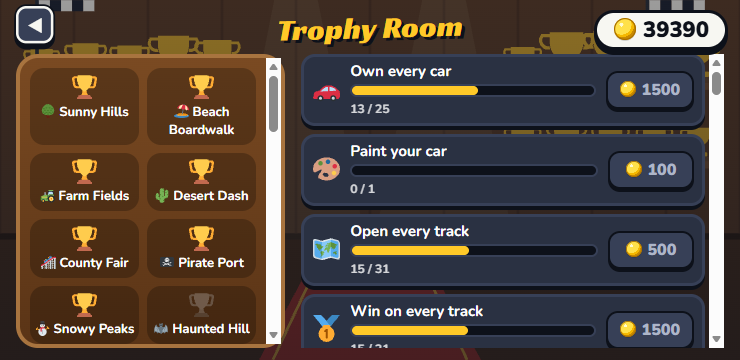 Trophy Room
39390
Sunny Hills
Beach
Boardwalk
Farm Fields
Desert Dash
County Fair
Pirate Port
Snowy Peaks
Haunted Hill
Own every car
13 / 25
1500
Paint your car
0 / 1
100
Open every track
15 / 31
500
Win on every track
15 / 31
1500